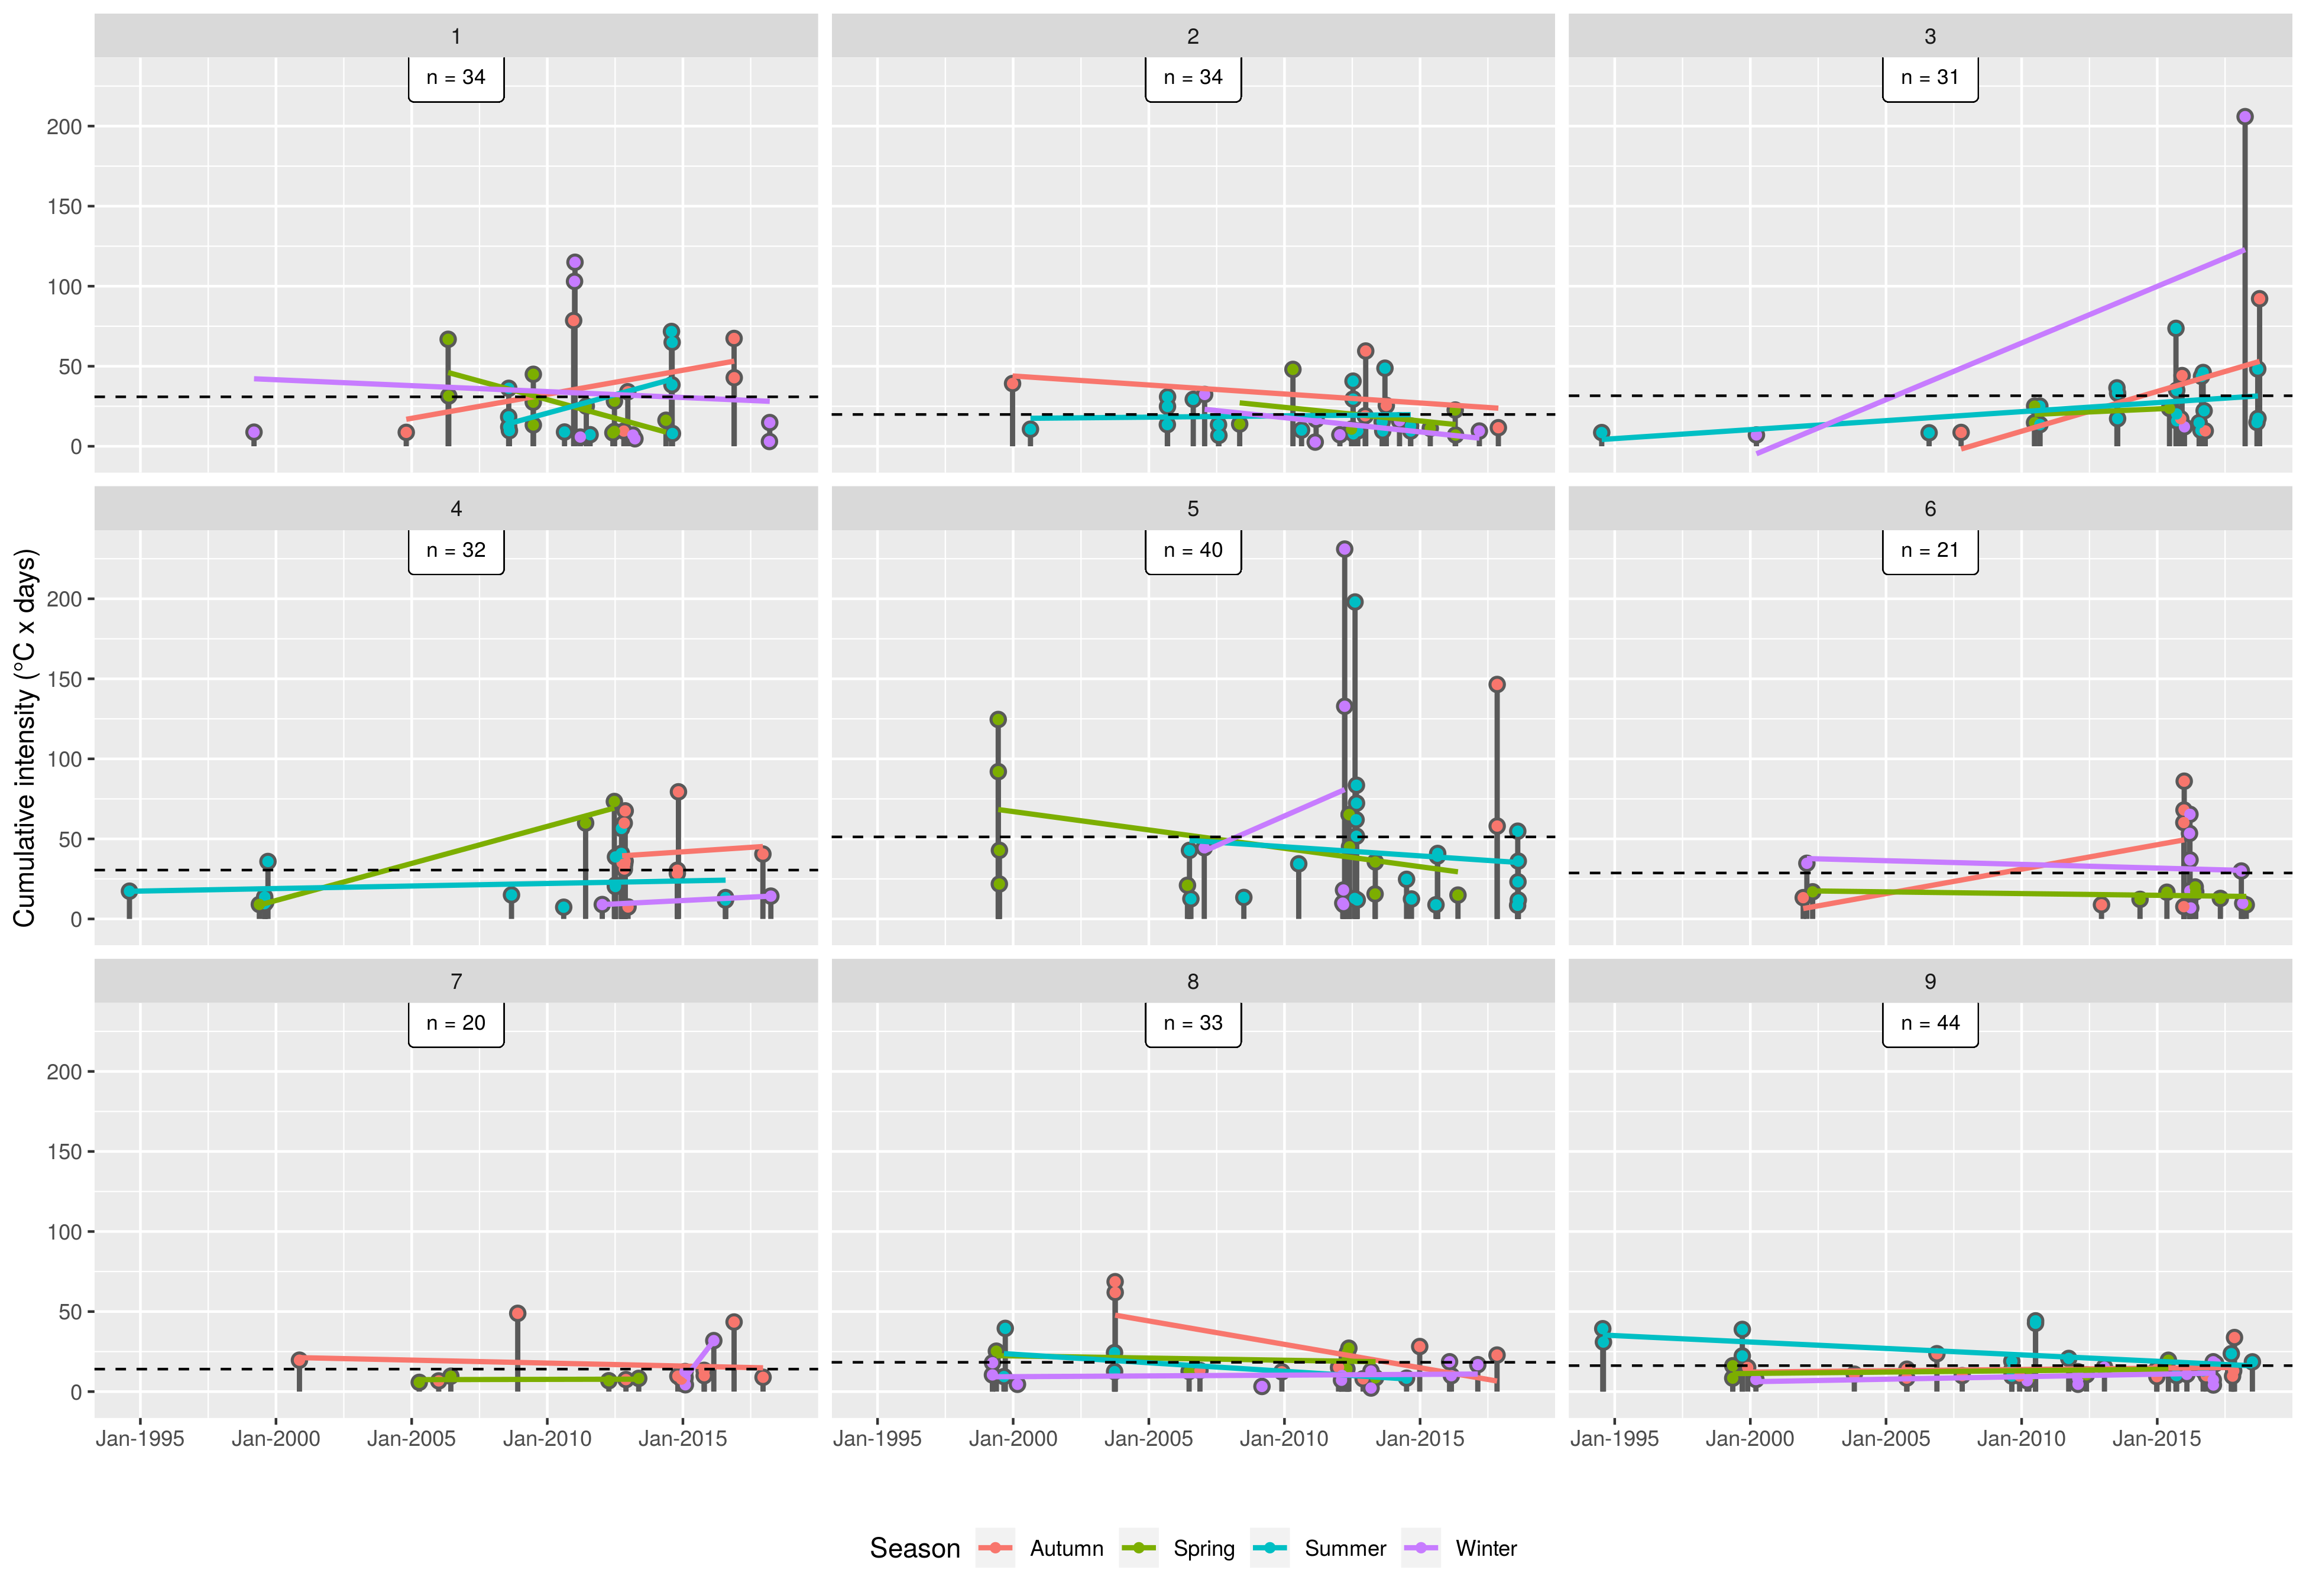 1 2 3
n = 34 n = 34 n = 31
200
150
100
50
0
4 5 6
n = 32 n = 40 n = 21
200
150
100
50
0
Cumulative intensity (°C x days)
7 8 9
n = 20 n = 33 n = 44
200
150
100
50
0
Jan-1995 Jan-2000 Jan-2005 Jan-2010 Jan-2015 Jan-1995 Jan-2000 Jan-2005 Jan-2010 Jan-2015 Jan-1995 Jan-2000 Jan-2005 Jan-2010 Jan-2015
Season Autumn Spring Summer Winter